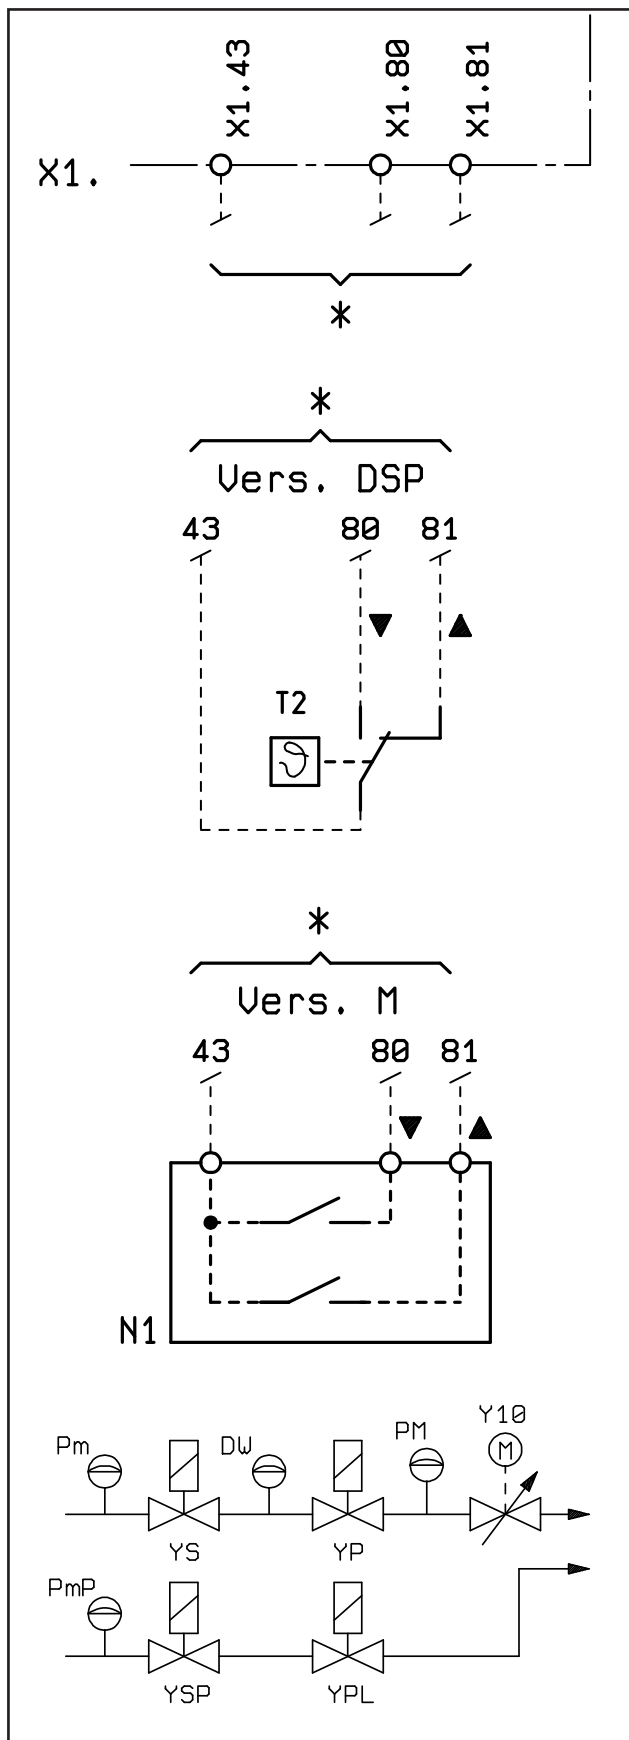 X1.43 X1.80 X1.81
X1.
*
*
Vers. DSP
43 80 81
T2
*
Vers. M
43 80 81
N1
Y10
Pm DW PM
M
YS YP
PmP
YSP YPL